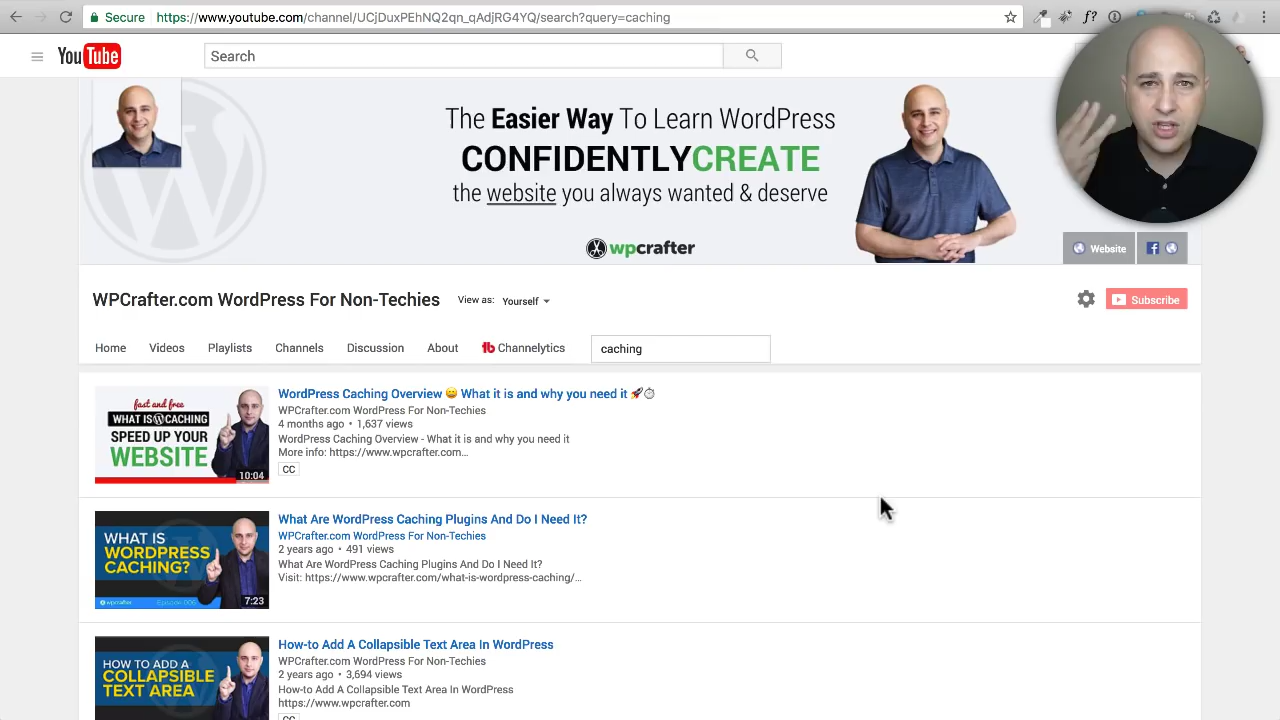 Secure https://www.youtube.com/channel/UCjDuxPEhNQ2qn_qAdjRG4YQ/search?query=caching
YouTube
Search
The Easier Way To Learn WordPress
CONFIDENTLYCREATE
the website you always wanted & deserve
wpcrafter
Website
WPCrafter.com WordPress For Non-Techies
View as: Yourself
Subscribe
Home Videos Playlists Channels Discussion About Channelytics caching
fast and free
WHAT IS CACHING
SPEED UP YOUR
WEBSITE
10:04
WordPress Caching Overview 😄 What it is and why you need it 🚀⏱
WPCrafter.com WordPress For Non-Techies
4 months ago • 1,637 views
WordPress Caching Overview - What it is and why you need it
More info: https://www.wpcrafter.com...
CC
WHAT IS
WORDPRESS
CACHING?
wpcrafter Episode 006
7:23
What Are WordPress Caching Plugins And Do I Need It?
WPCrafter.com WordPress For Non-Techies
2 years ago • 491 views
What Are WordPress Caching Plugins And Do I Need It?
Visit: https://www.wpcrafter.com/what-is-wordpress-caching/...
HOW TO ADD A
COLLAPSIBLE
TEXT AREA
How-to Add A Collapsible Text Area In WordPress
WPCrafter.com WordPress For Non-Techies
2 years ago • 3,694 views
How-to Add A Collapsible Text Area In WordPress
https://www.wpcrafter.com
CC